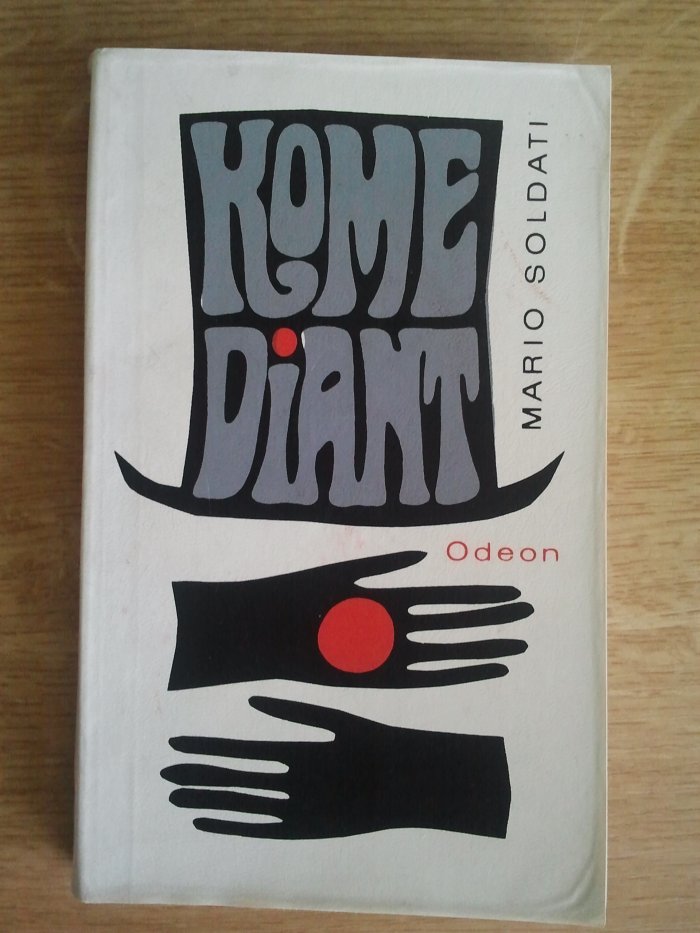 KOME
DiANT
MARIO SOLDATI
Odeon